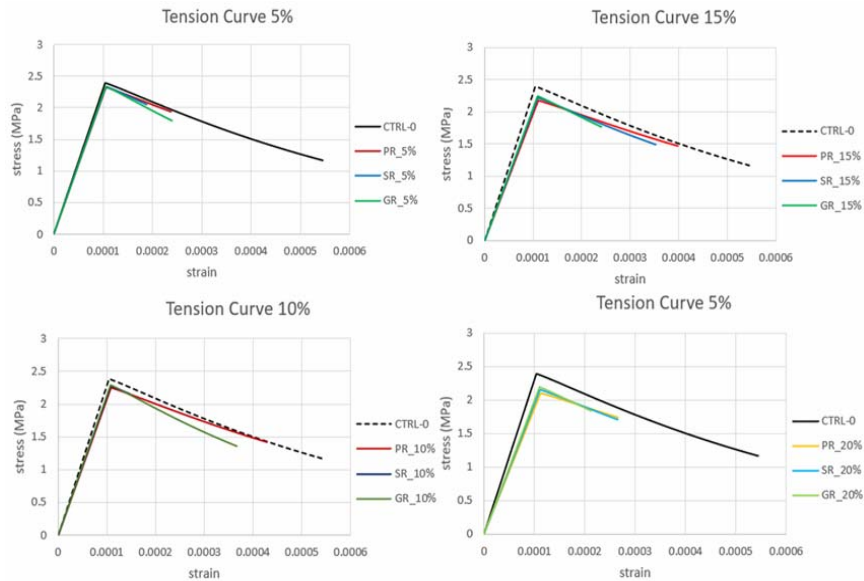 Tension Curve 5%
3
2.5
2
1.5
1
0.5
0
0 0.0001 0.0002 0.0003 0.0004 0.0005 0.0006
stress (MPa)
strain
CTRL-0
PR_5%
SR_5%
GR_5%
Tension Curve 15%
3
2.5
2
1.5
1
0.5
0
0 0.0001 0.0002 0.0003 0.0004 0.0005 0.0006
stress (MPa)
strain
CTRL-0
PR_15%
SR_15%
GR_15%
Tension Curve 10%
3
2.5
2
1.5
1
0.5
0
0 0.0001 0.0002 0.0003 0.0004 0.0005 0.0006
stress (MPa)
strain
CTRL-0
PR_10%
SR_10%
GR_10%
Tension Curve 5%
3
2.5
2
1.5
1
0.5
0
0 0.0001 0.0002 0.0003 0.0004 0.0005 0.0006
stress (MPa)
strain
CTRL-0
PR_20%
SR_20%
GR_20%